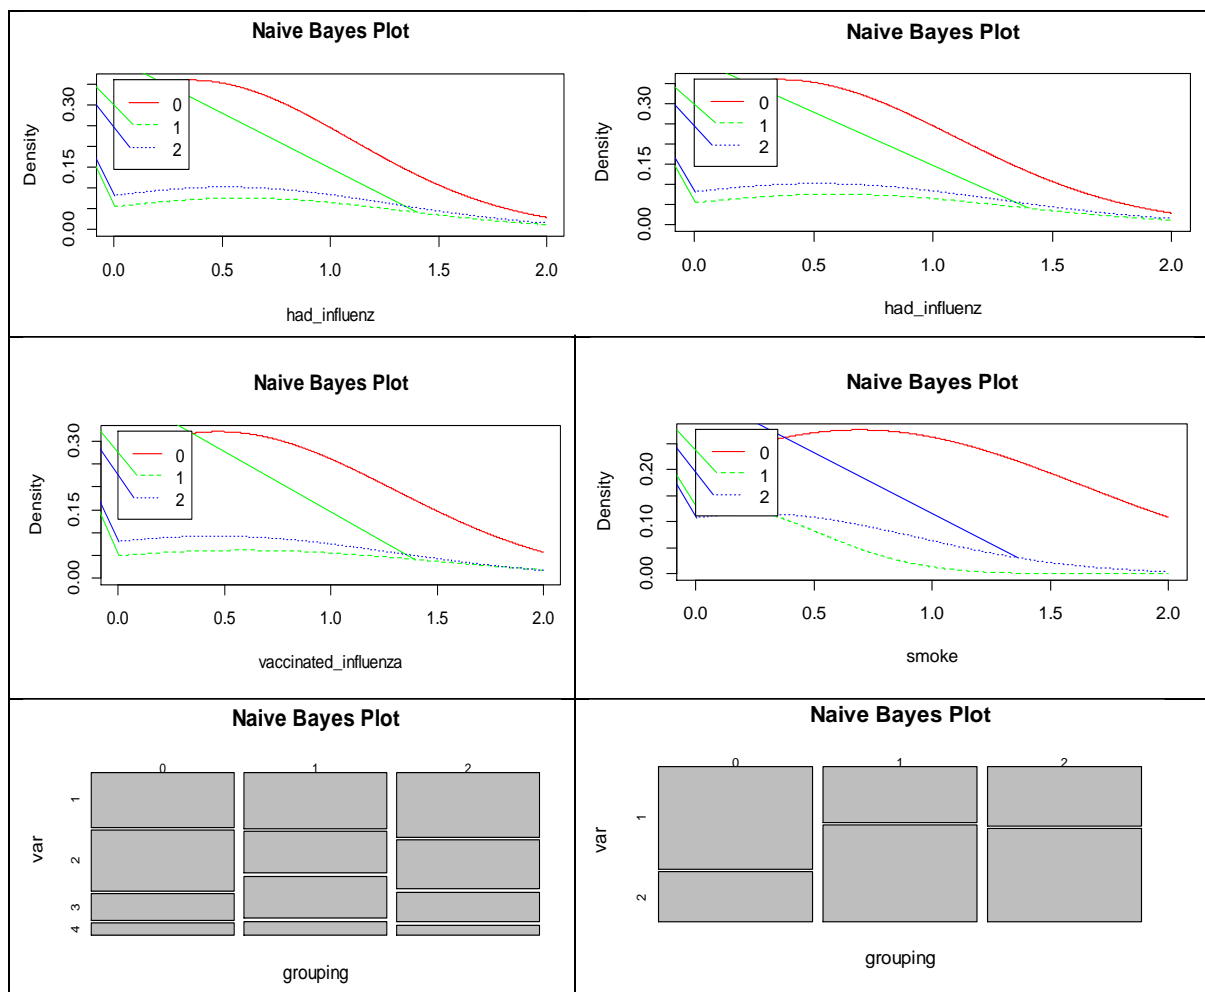 Naive Bayes Plot
Density
0.00 0.15 0.30
0
1
2
0.0 0.5 1.0 1.5 2.0
had_influenz
Naive Bayes Plot
Density
0.00 0.15 0.30
0
1
2
0.0 0.5 1.0 1.5 2.0
had_influenz
Naive Bayes Plot
Density
0.00 0.15 0.30
0
1
2
0.0 0.5 1.0 1.5 2.0
vaccinated_influenza
Naive Bayes Plot
Density
0.00 0.10 0.20
0
1
2
0.0 0.5 1.0 1.5 2.0
smoke
Naive Bayes Plot
0 1 2
var
1
2
3
4
grouping
Naive Bayes Plot
0 1 2
var
1
2
grouping